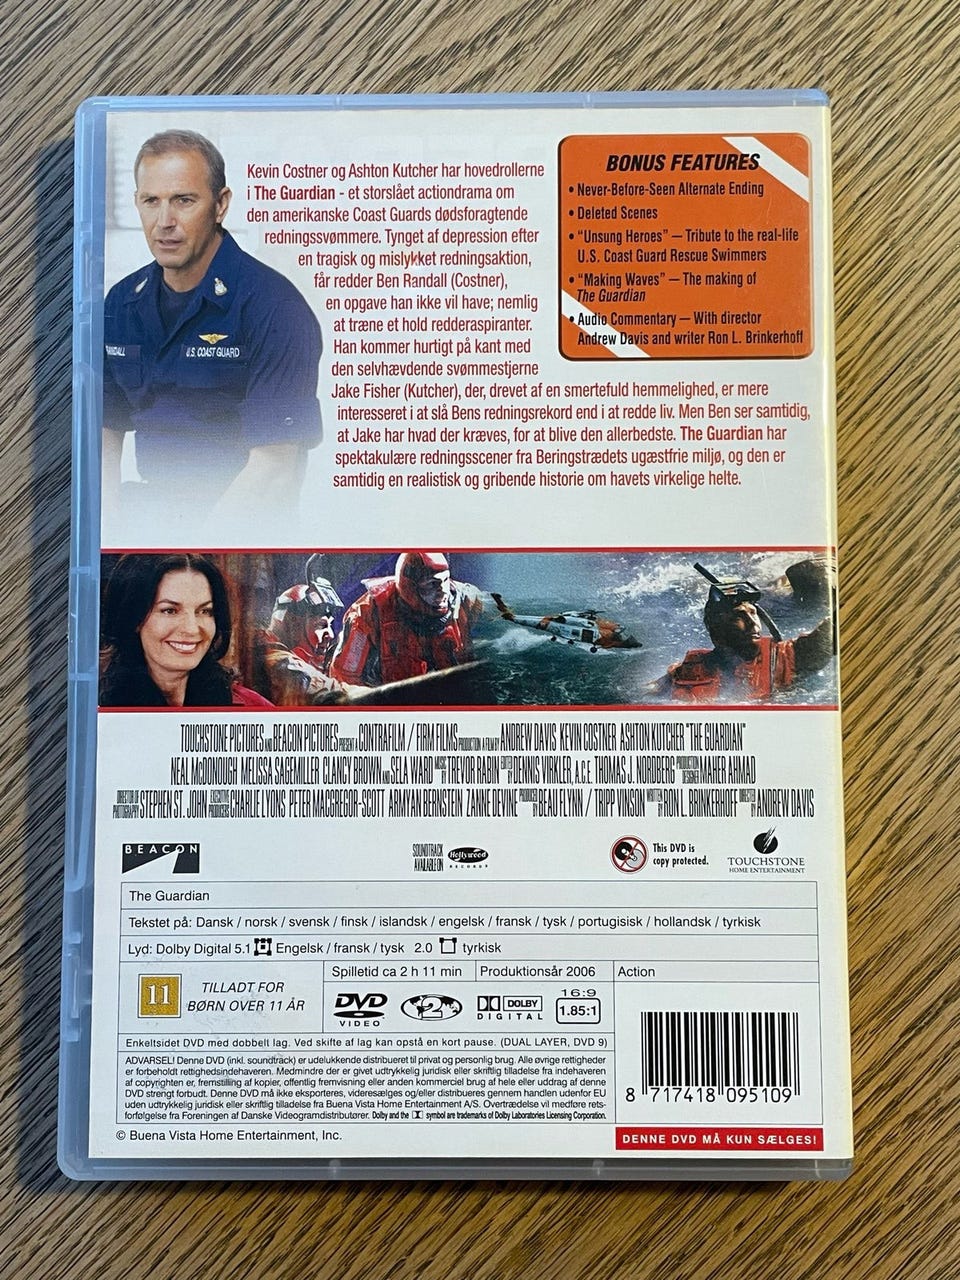 Kevin Costner og Ashton Kutcher har hovedrollerne
i The Guardian - et storslået actiondrama om
den amerikanske Coast Guards dødsforagtende
redningssvømmere. Tynget af depression efter
en tragisk og mislykket redningsaktion,
får redder Ben Randall (Costner),
en opgave han ikke vil have; nemlig
at træne et hold redderaspiranter.
Han kommer hurtigt på kant med
den selvhævdende svømmestjerne
Jake Fisher (Kutcher), der, drevet af en smertefuld hemmelighed, er mere
interesseret i at slå Bens redningsrekord end i at redde liv. Men Ben ser samtidig,
at Jake har hvad der kræves, for at blive den allerbedste. The Guardian har
spektakulære redningsscener fra Beringstrædets ugæstfrie miljø, og den er
samtidig en realistisk og gribende historie om havets virkelige helte.
BONUS FEATURES
• Never-Before-Seen Alternate Ending
• Deleted Scenes
• "Unsung Heroes" — Tribute to the real-life
U.S. Coast Guard Rescue Swimmers
• "Making Waves" — The making of
The Guardian
• Audio Commentary — With director
Andrew Davis and writer Ron L. Brinkerhoff
RANDALL U.S. COAST GUARD
TOUCHSTONE PICTURES AND BEACON PICTURES PRESENT A CONTRAFILM / FIRM FILMS PRODUCTION A FILM BY ANDREW DAVIS KEVIN COSTNER ASHTON KUTCHER "THE GUARDIAN"
NEAL McDONOUGH MELISSA SAGEMILLER CLANCY BROWN AND SELA WARD MUSIC BY TREVOR RABIN EDITED BY DENNIS VIRKLER, A.C.E. THOMAS J. NORDBERG PRODUCTION DESIGNER MAHER AHMAD
DIRECTOR OF PHOTOGRAPHY STEPHEN ST. JOHN EXECUTIVE PRODUCERS CHARLIE LYONS PETER MACGREGOR-SCOTT ARMYAN BERNSTEIN ZANNE DEVINE PRODUCED BY BEAU FLYNN / TRIPP VINSON WRITTEN BY RON L. BRINKERHOFF DIRECTED BY ANDREW DAVIS
BEACON
SOUNDTRACK
AVAILABLE ON
Hollywood
RECORDS
This DVD is
copy protected.
TOUCHSTONE
HOME ENTERTAINMENT
The Guardian
Tekstet på: Dansk / norsk / svensk / finsk / islandsk / engelsk / fransk / tysk / portugisisk / hollandsk / tyrkisk
Lyd: Dolby Digital 5.1 Engelsk / fransk / tysk 2.0 tyrkisk
11
TILLADT FOR
BØRN OVER 11 ÅR
Spilletid ca 2 h 11 min
Produktionsår 2006
Action
DVD
VIDEO
2
DOLBY
DIGITAL
16:9
1.85:1
Enkeltsidet DVD med dobbelt lag. Ved skifte af lag kan opstå en kort pause. (DUAL LAYER, DVD 9)
ADVARSEL! Denne DVD (inkl. soundtrack) er udelukkende distribueret til privat og personlig brug. Alle øvrige rettigheder
er forbeholdt rettighedsindehaveren. Medmindre der er givet udtrykkelig juridisk eller skriftlig tilladelse fra indehaveren
af copyrighten er, fremstilling af kopier, offentlig fremvisning eller anden kommerciel brug af hele eller uddrag af denne
DVD strengt forbudt. Denne DVD må ikke eksporteres, videresælges og/eller distribueres gennem handlen udenfor EU
uden udtrykkelig juridisk eller skriftlig tilladelse fra Buena Vista Home Entertainment A/S. Overtrædelse vil medføre rets-
forfølgelse fra Foreningen af Danske Videogramdistributører. Dolby and the symbol are trademarks of Dolby Laboratories Licensing Corporation.
8 717418 095109
© Buena Vista Home Entertainment, Inc.
DENNE DVD MÅ KUN SÆLGES!